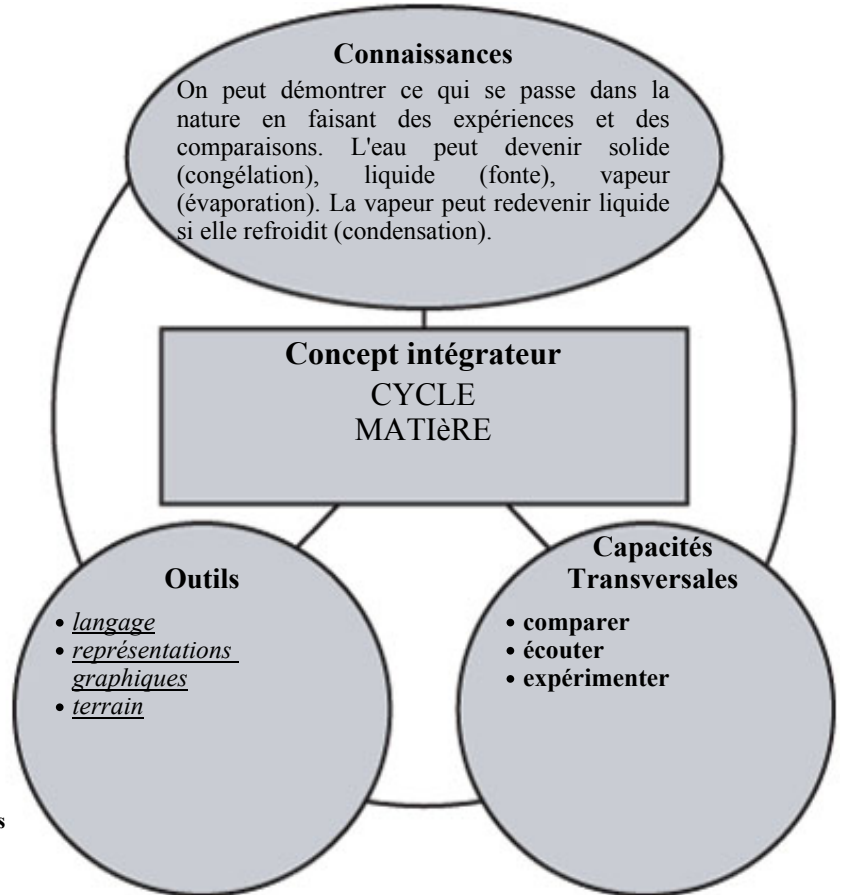 Connaissances
On peut démontrer ce qui se passe dans la
nature en faisant des expériences et des
comparaisons. L'eau peut devenir solide
(congélation), liquide (fonte), vapeur
(évaporation). La vapeur peut redevenir liquide
si elle refroidit (condensation).
Concept intégrateur
CYCLE
MATIèRE
Outils
• langage
• représentations
graphiques
• terrain
Capacités
Transversales
• comparer
• écouter
• expérimenter
s